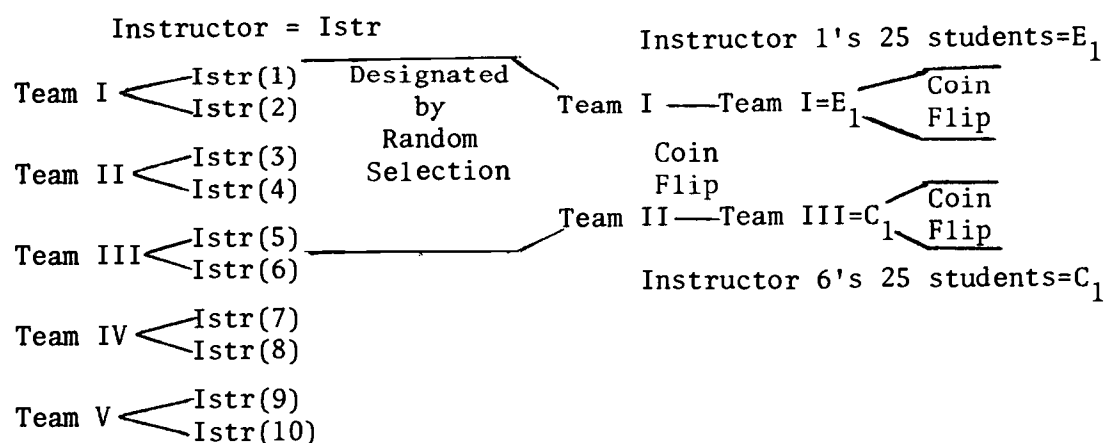 Instructor = Istr
Instructor 1's 25 students=E1
Team I
Istr(1)
Istr(2)
Designated
by
Random
Selection
Team I
Team I=E1
Coin
Flip
Team II
Istr(3)
Istr(4)
Coin
Flip
Team III
Istr(5)
Istr(6)
Team II
Team III=C1
Coin
Flip
Instructor 6's 25 students=C1
Team IV
Istr(7)
Istr(8)
Team V
Istr(9)
Istr(10)